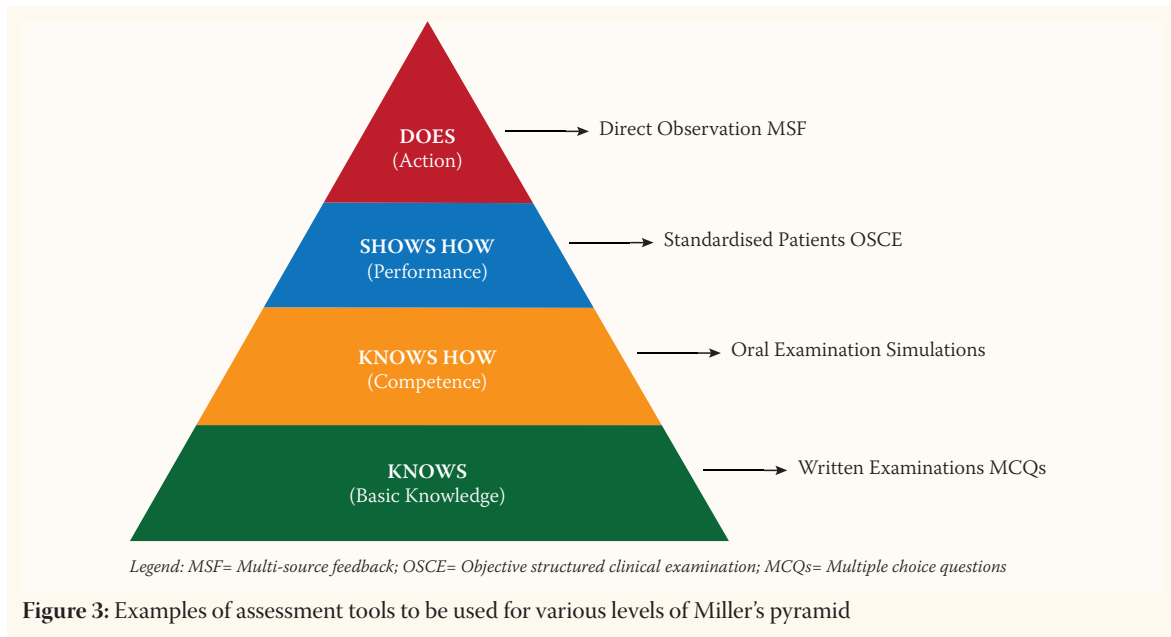 DOES
(Action)
Direct Observation MSF
SHOWS HOW
(Performance)
Standardised Patients OSCE
KNOWS HOW
(Competence)
Oral Examination Simulations
KNOWS
(Basic Knowledge)
Written Examinations MCQs
Legend: MSF= Multi-source feedback; OSCE= Objective structured clinical examination; MCQs= Multiple choice questions
Figure 3: Examples of assessment tools to be used for various levels of Miller’s pyramid